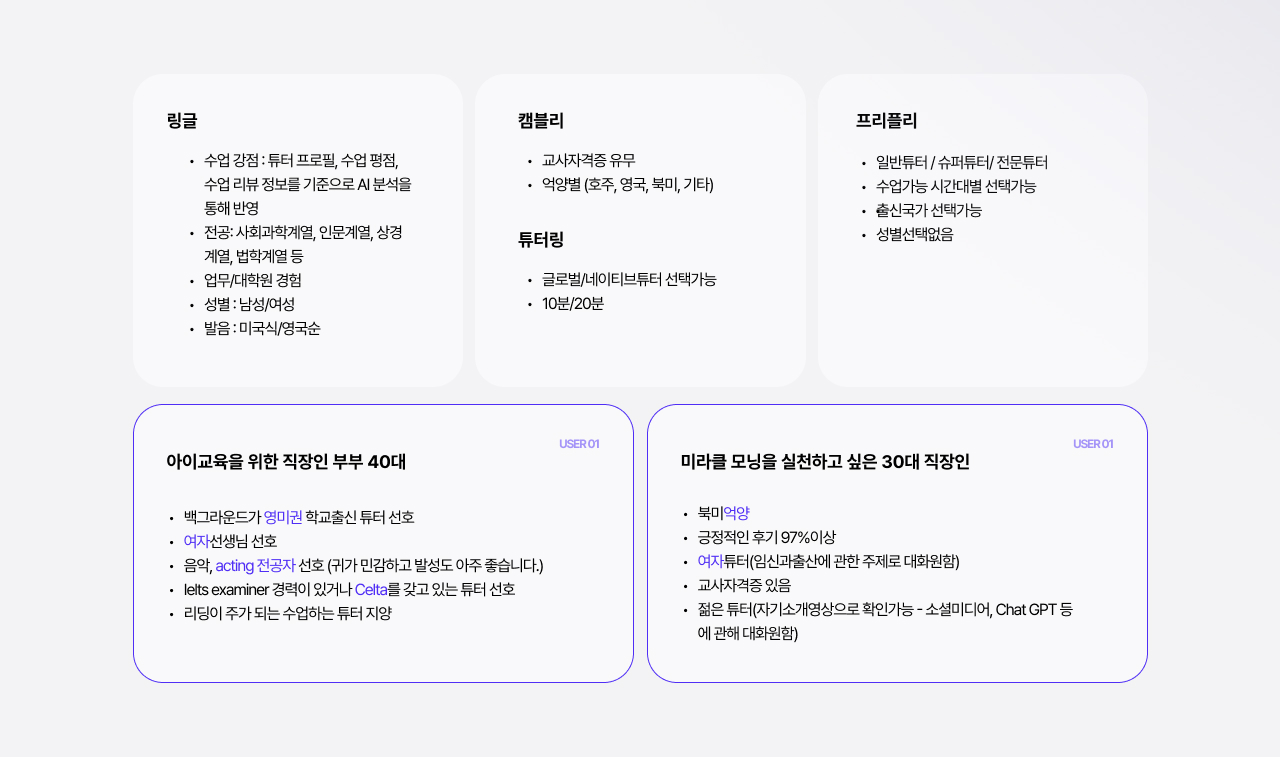 링글
• 수업 강점 : 튜터 프로필, 수업 평점,
수업 리뷰 정보를 기준으로 AI 분석을
통해 반영
• 전공: 사회과학계열, 인문계열, 상경
계열, 법학계열 등
• 업무/대학원 경험
• 성별 : 남성/여성
• 발음 : 미국식/영국순
캠블리
• 교사자격증 유무
• 억양별 (호주, 영국, 북미, 기타)
튜터링
• 글로벌/네이티브튜터 선택가능
• 10분/20분
프리플리
• 일반튜터 / 슈퍼튜터/ 전문튜터
• 수업가능 시간대별 선택가능
• 출신국가 선택가능
• 성별선택없음
USER 01
아이교육을 위한 직장인 부부 40대
• 백그라운드가 영미권 학교출신 튜터 선호
• 여자선생님 선호
• 음악, acting 전공자 선호 (귀가 민감하고 발성도 아주 좋습니다.)
• Ielts examiner 경력이 있거나 Celta를 갖고 있는 튜터 선호
• 리딩이 주가 되는 수업하는 튜터 지양
USER 01
미라클 모닝을 실천하고 싶은 30대 직장인
• 북미억양
• 긍정적인 후기 97%이상
• 여자튜터(임신과출산에 관한 주제로 대화원함)
• 교사자격증 있음
• 젊은 튜터(자기소개영상으로 확인가능 - 소셜미디어, Chat GPT 등
에 관해 대화원함)